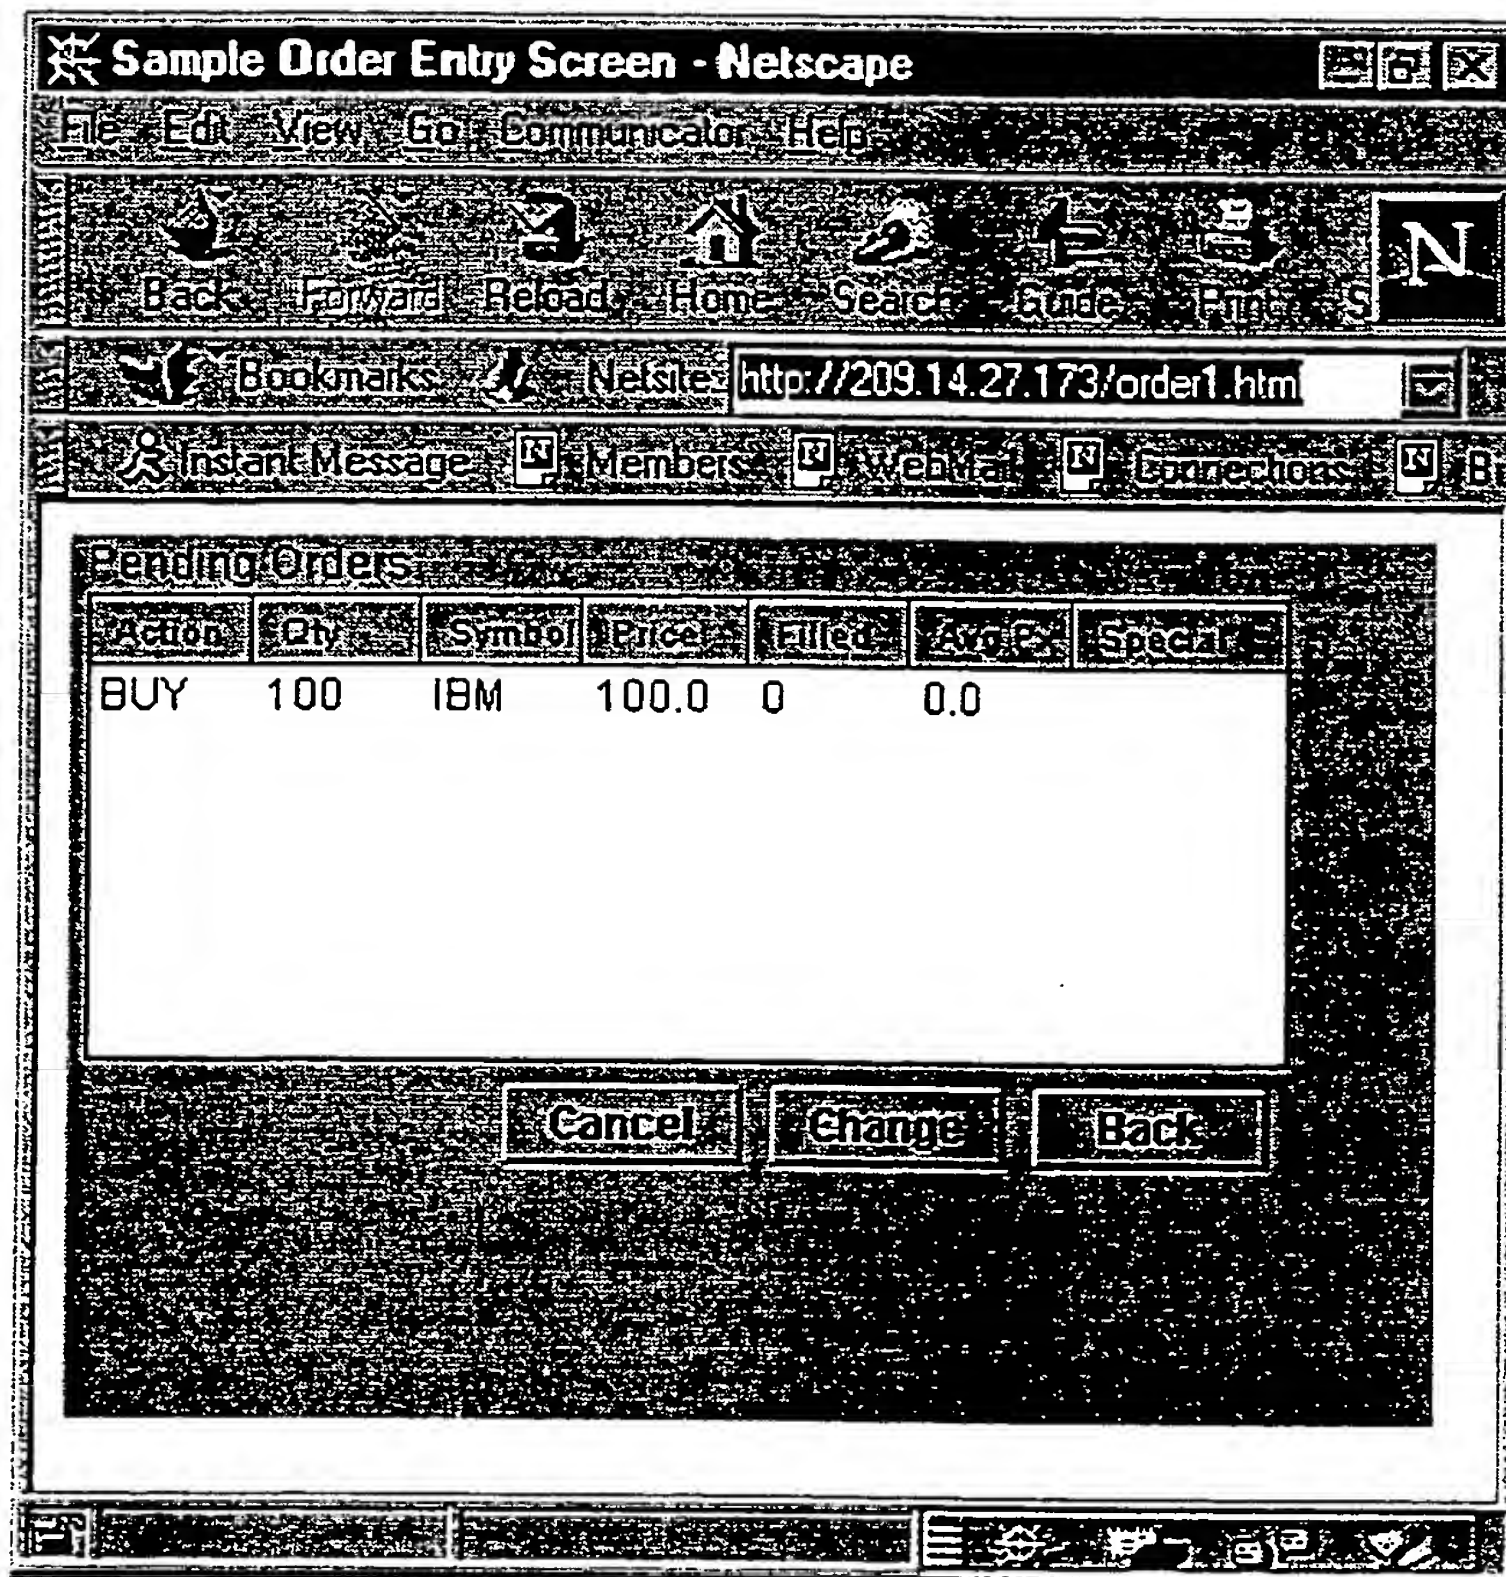 Sample Order Entry Screen - Netscape
File Edit View Go Communicator Help
N
Back Forward Reload Home Search Guide Print S
Bookmarks Netsite: http://209.14.27.173/order1.htm
Instant Message Members WebMail Connections
Pending Orders
Action Qty Symbol Price Filled Avg Px Special
BUY 100 IBM 100.0 0 0.0
Cancel Change Back